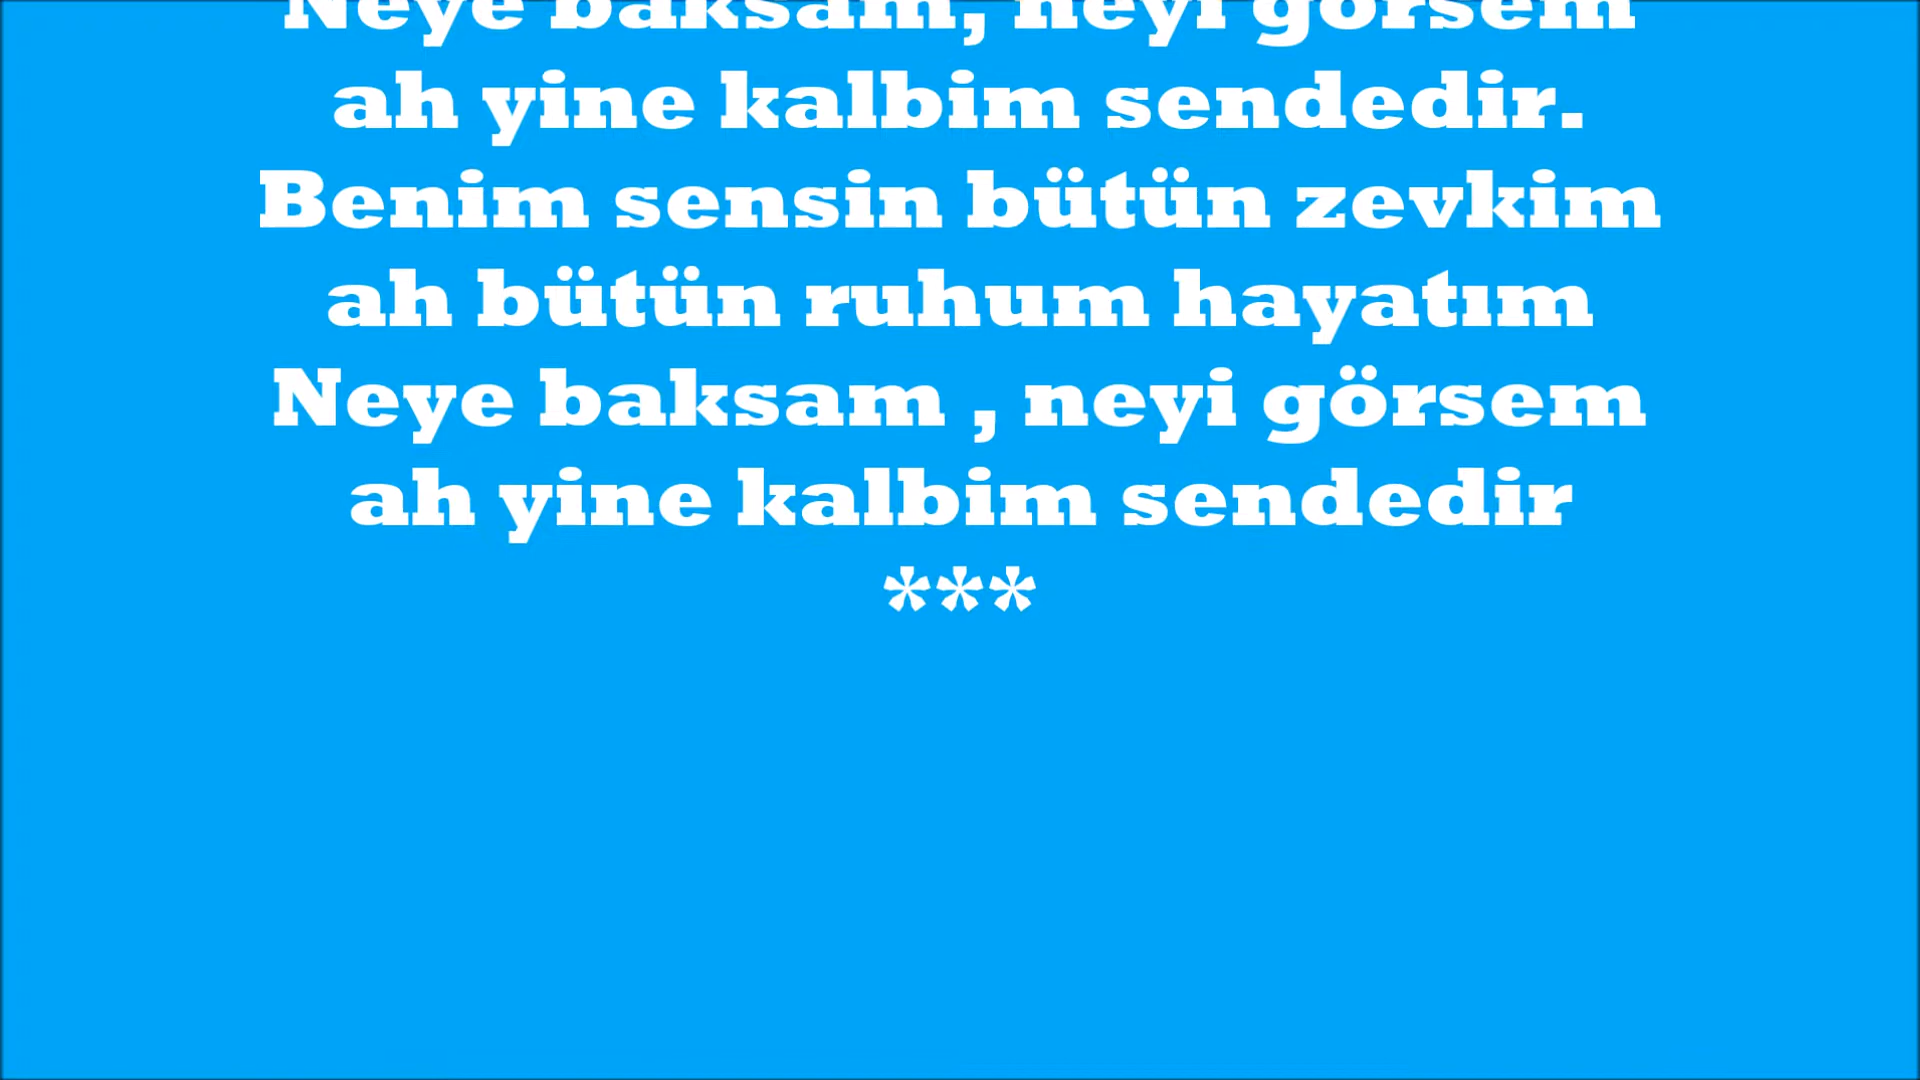 Neye baksam, neyi görsem
ah yine kalbim sendedir.
Benim sensin bütün zevkim
ah bütün ruhum hayatım
Neye baksam , neyi görsem
ah yine kalbim sendedir
***